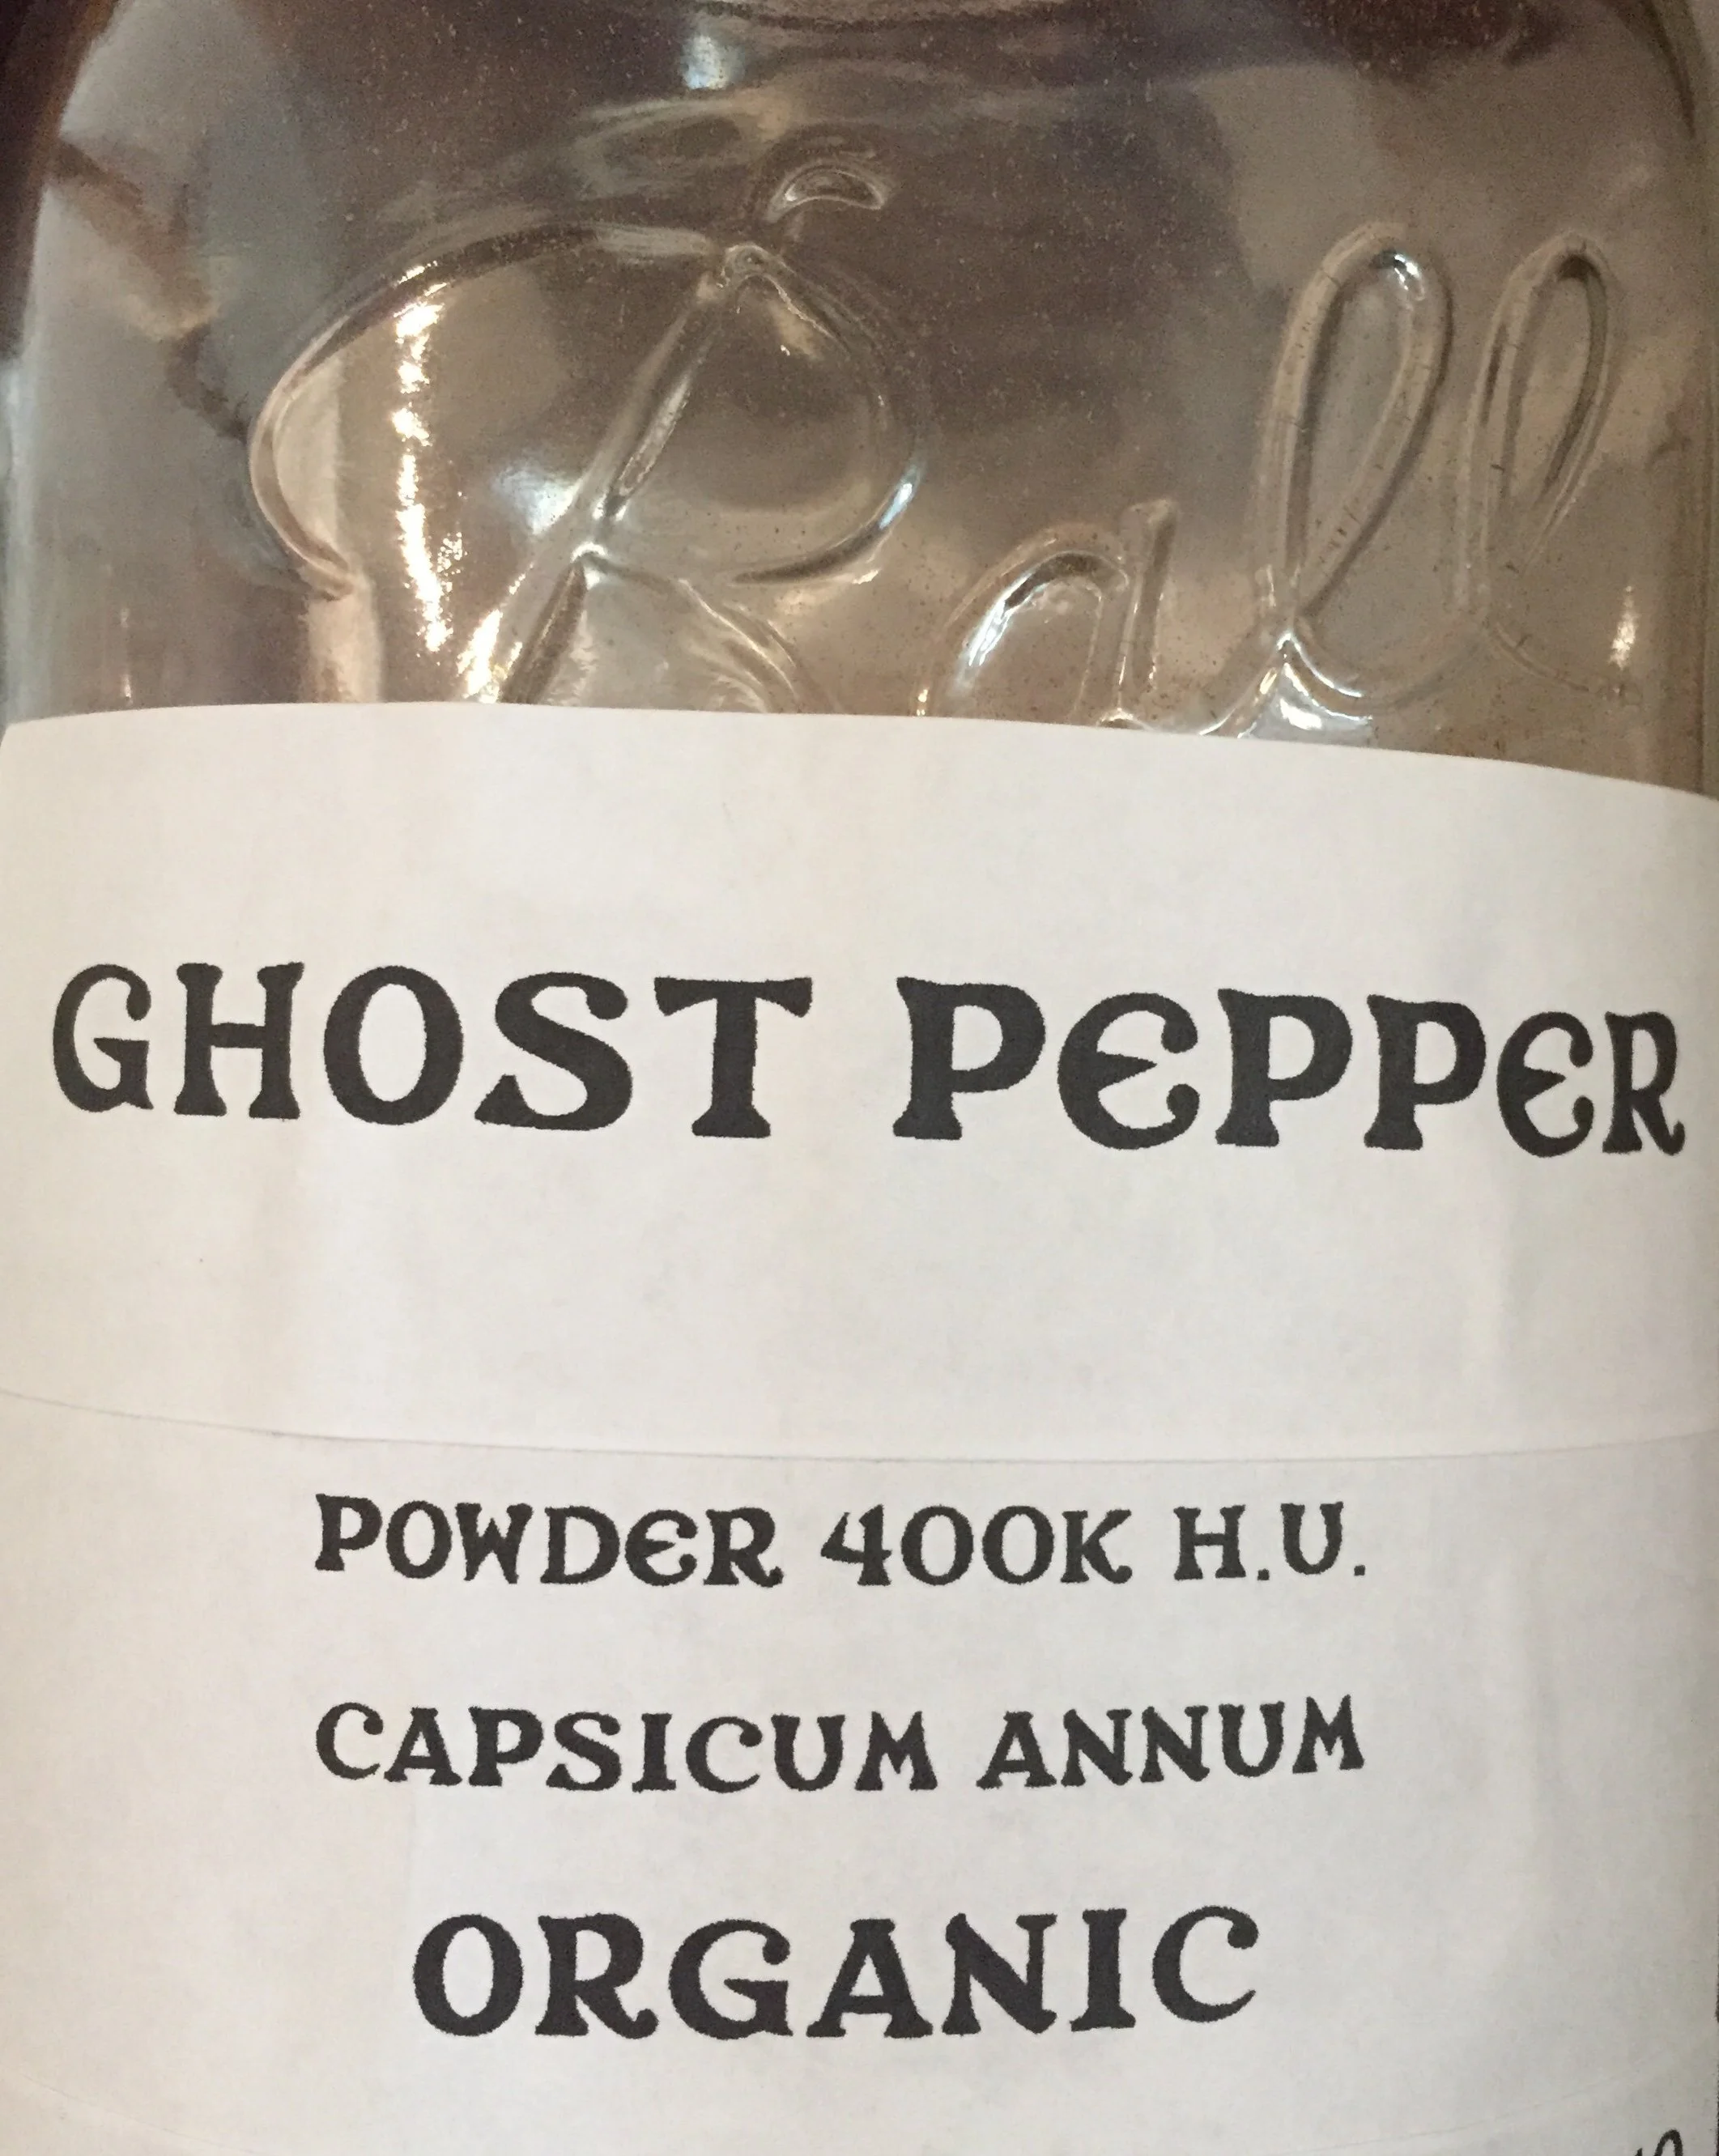 Ball
GHOST PEPPER
POWDER 400K H.U.
CAPSICUM ANNUM
ORGANIC